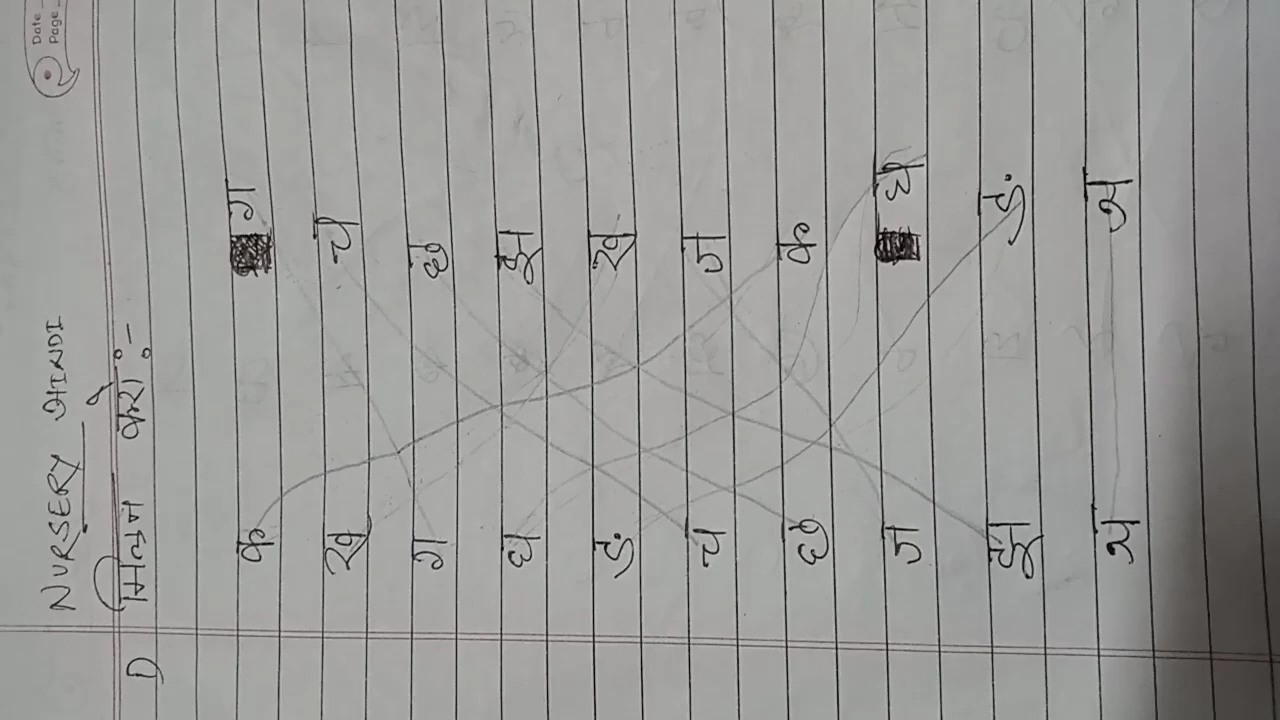 Date
Page
NURSERY HINDI
1) मिलान करो :-
क ग
ख च
ग छ
घ झ
ङ ख
च ज
छ क
ज घ
झ ङ
ञ ञ